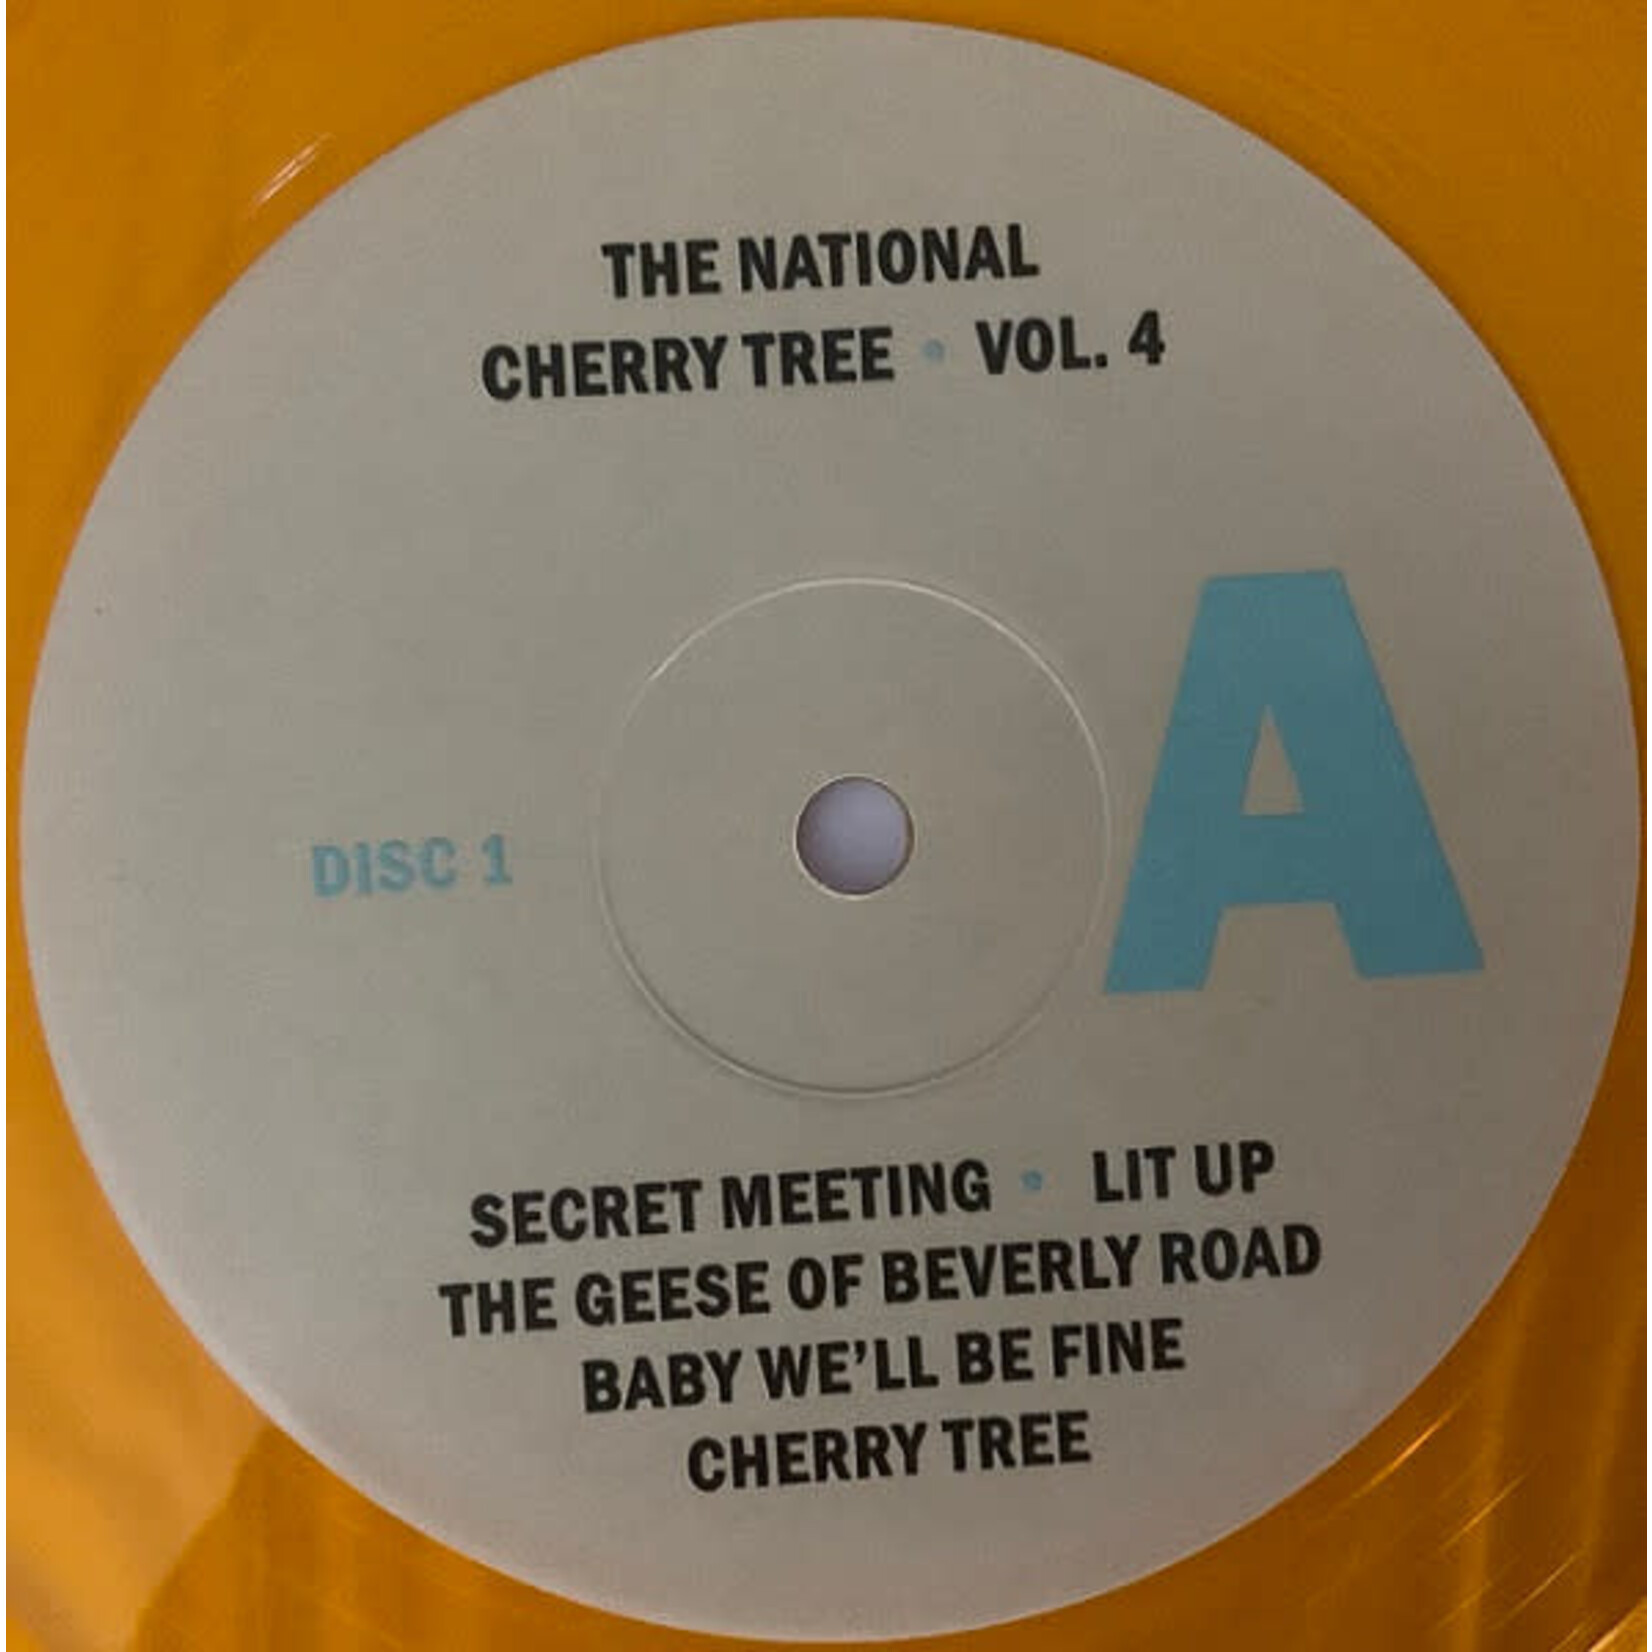 THE NATIONAL
CHERRY TREE • VOL. 4
A
DISC 1
SECRET MEETING • LIT UP
THE GEESE OF BEVERLY ROAD
BABY WE'LL BE FINE
CHERRY TREE